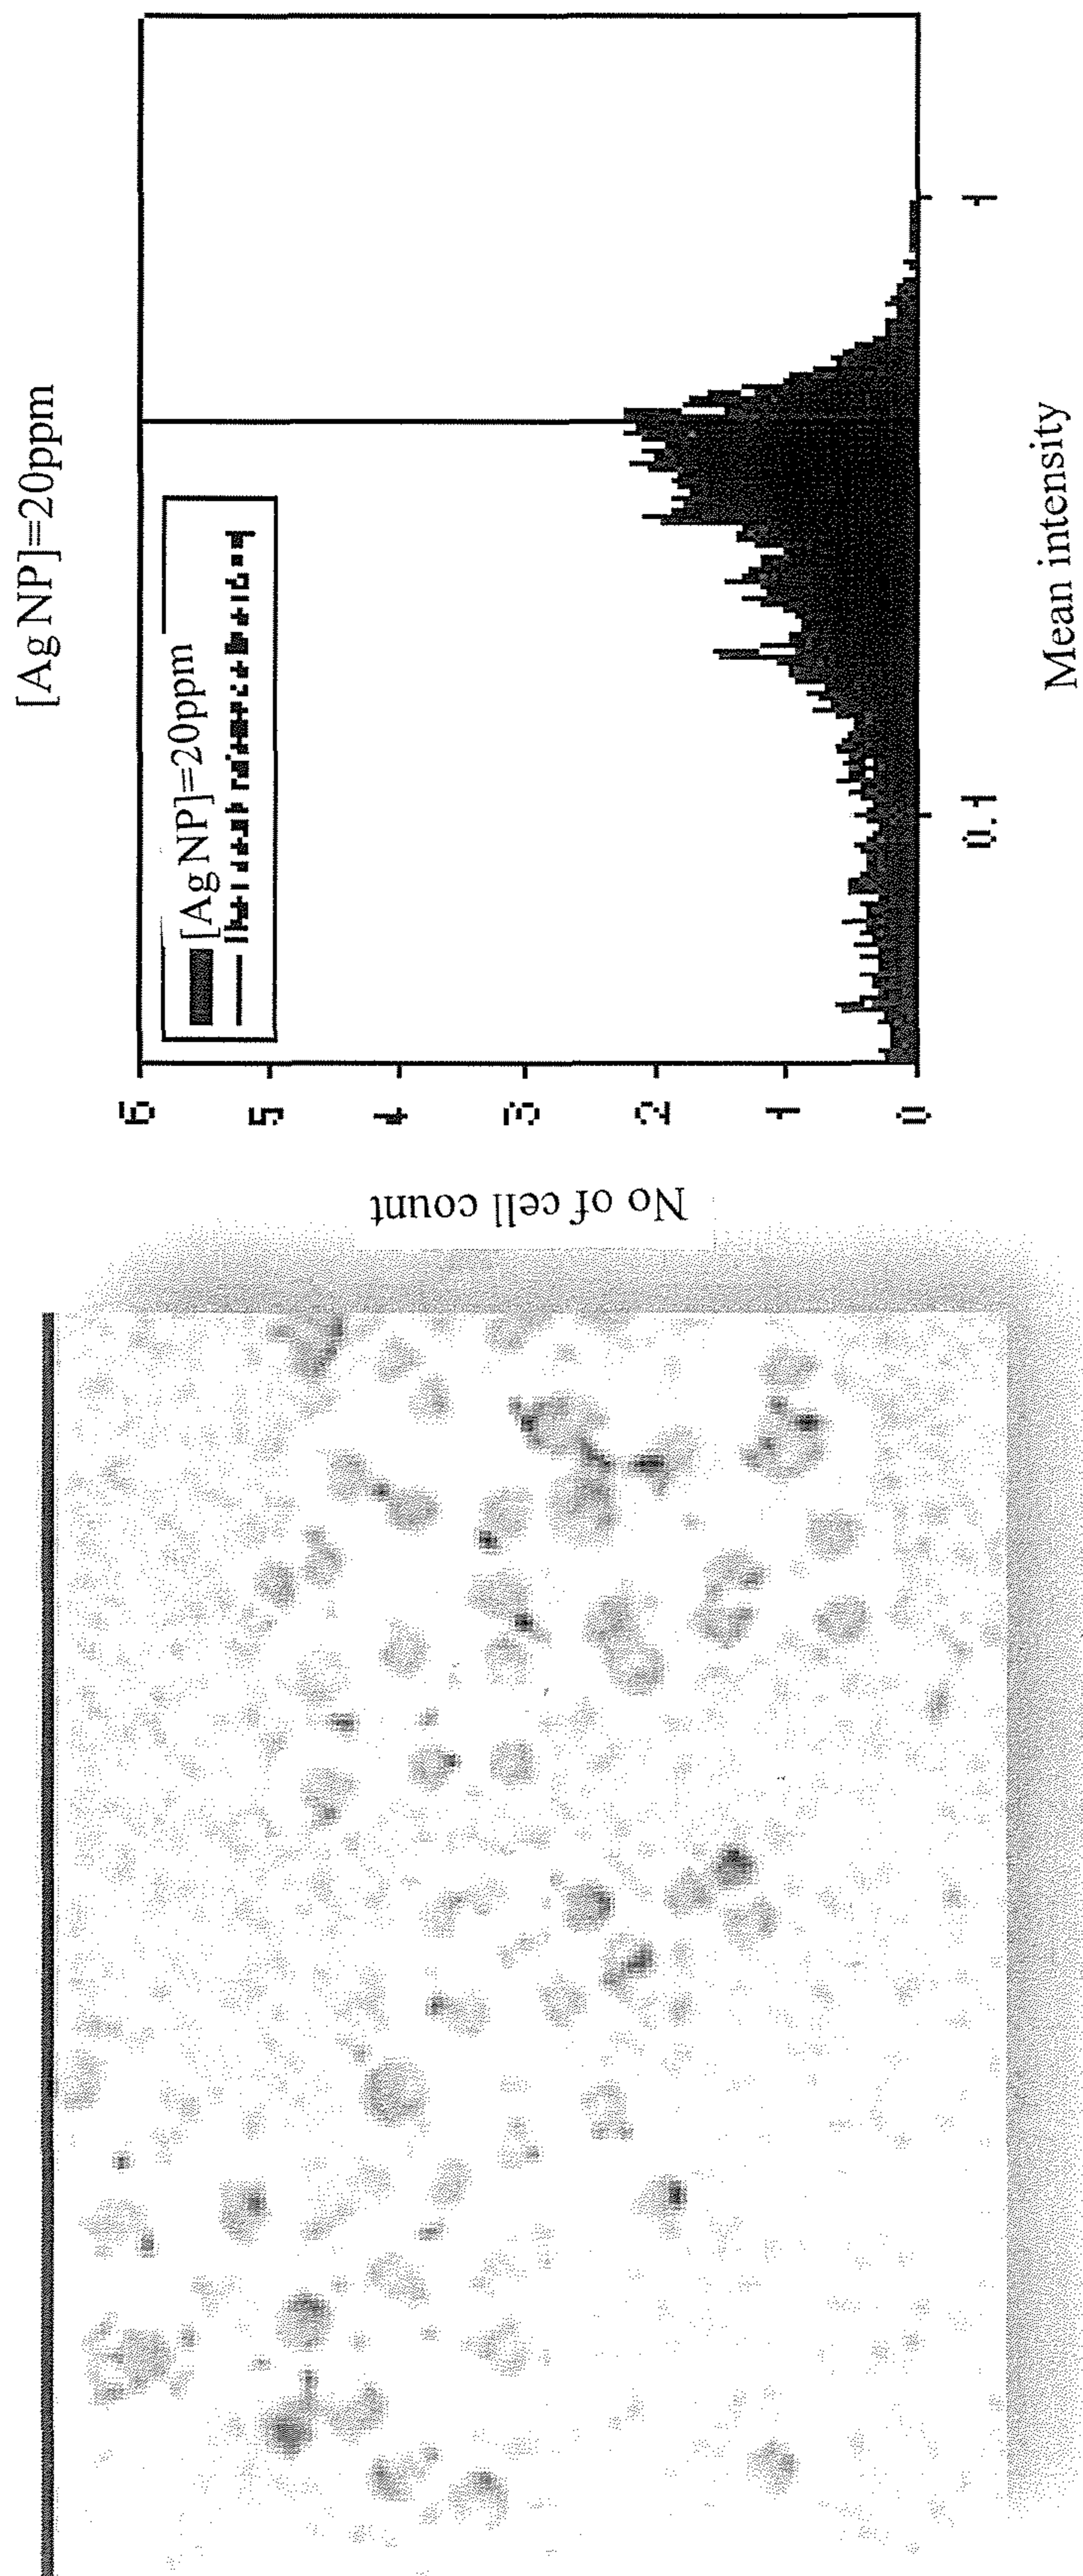 [Ag NP]=20ppm
[Ag NP]=20ppm
6
5
4
3
2
1
0
No of cell count
0.1
1
Mean intensity